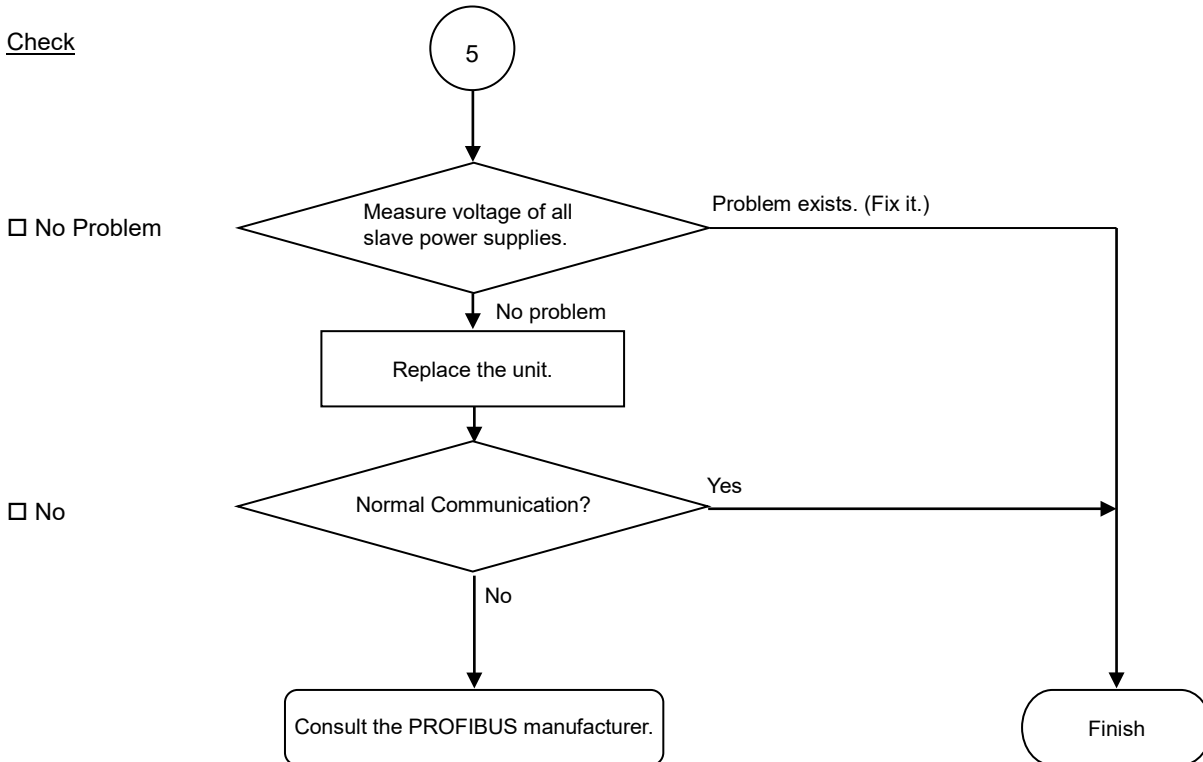 Check
5
☐ No Problem
Measure voltage of all
slave power supplies.
Problem exists. (Fix it.)
No problem
Replace the unit.
☐ No
Normal Communication?
Yes
No
Consult the PROFIBUS manufacturer.
Finish